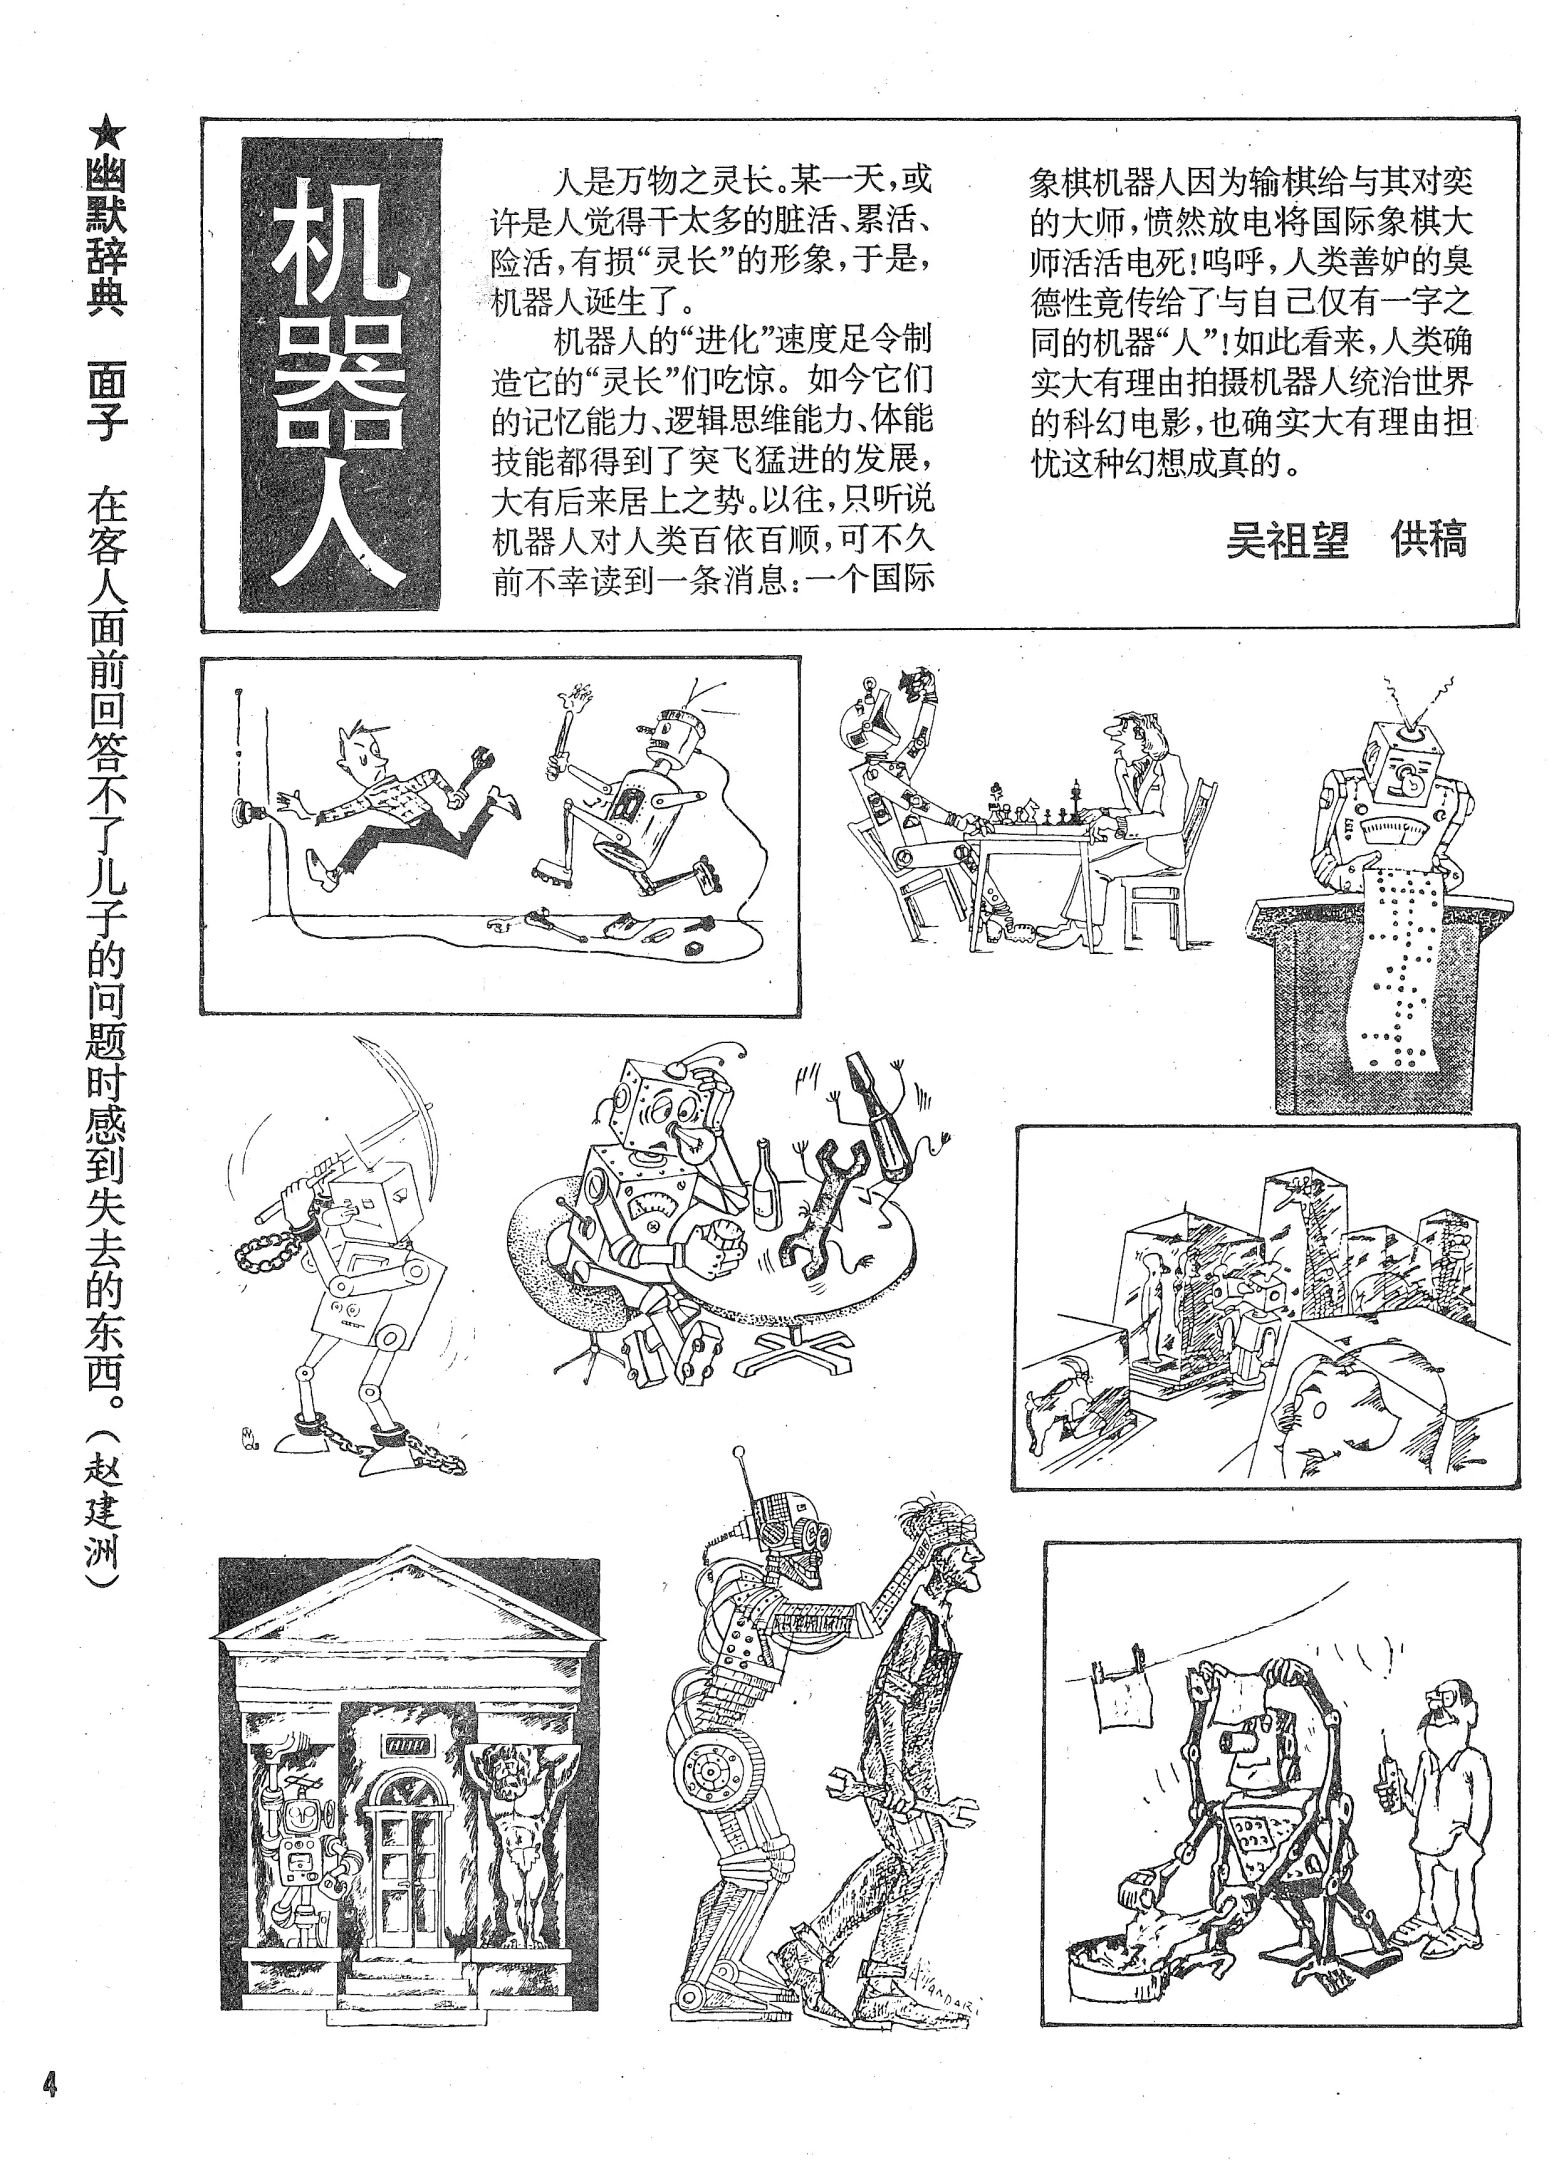 ★幽默辞典　面子　在客人面前回答不了儿子的问题时感到失去的东西。（赵建洲）
机器人
人是万物之灵长。某一天，或
许是人觉得干太多的脏活、累活、
险活，有损“灵长”的形象，于是，
机器人诞生了。
机器人的“进化”速度足令制
造它的“灵长”们吃惊。如今它们
的记忆能力、逻辑思维能力、体能
技能都得到了突飞猛进的发展，
大有后来居上之势。以往，只听说
机器人对人类百依百顺，可不久
前不幸读到一条消息：一个国际
象棋机器人因为输棋给与其对奕
的大师，愤然放电将国际象棋大
师活活电死！呜呼，人类善妒的臭
德性竟传给了与自己仅有一字之
同的机器“人”！如此看来，人类确
实大有理由拍摄机器人统治世界
的科幻电影，也确实大有理由担
忧这种幻想成真的。
吴祖望　供稿
4